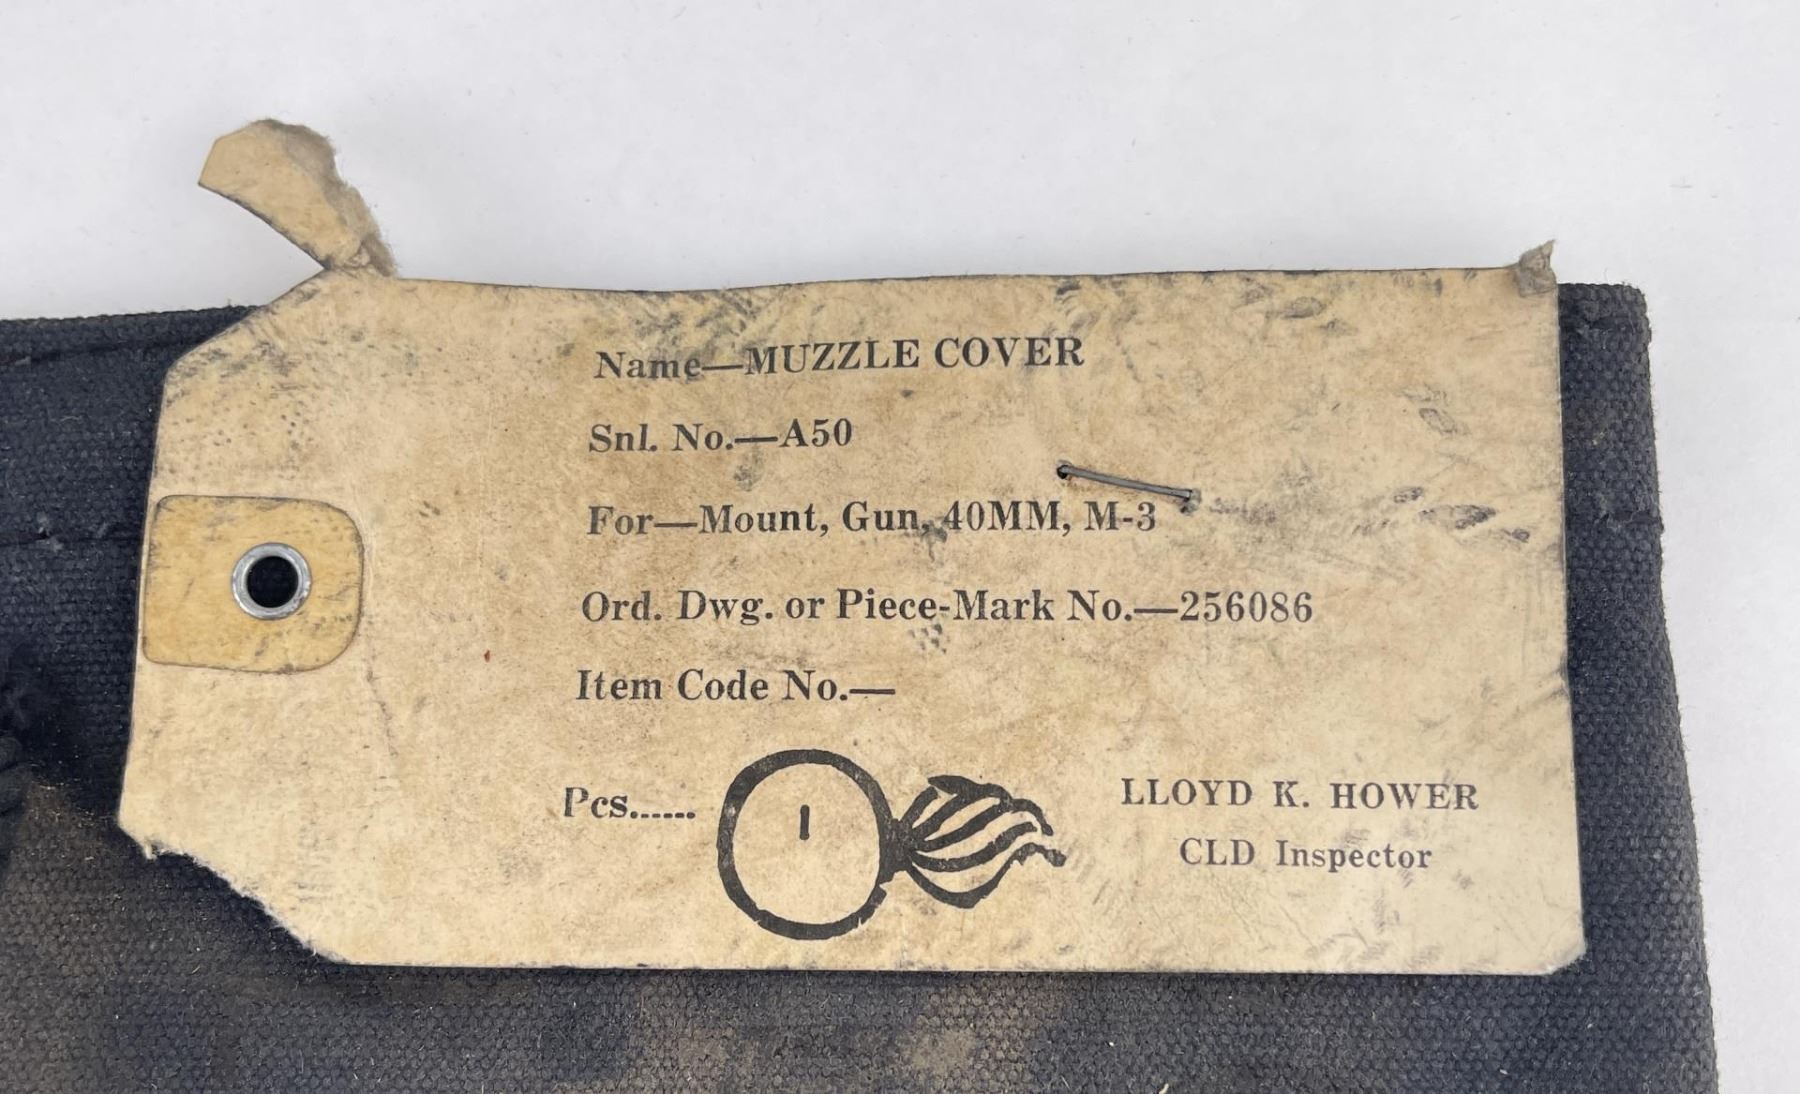 Name—MUZZLE COVER
Snl. No.—A50
For—Mount, Gun, 40MM, M-3
Ord. Dwg. or Piece-Mark No.—256086
Item Code No.—
Pcs...... 1
LLOYD K. HOWER
CLD Inspector